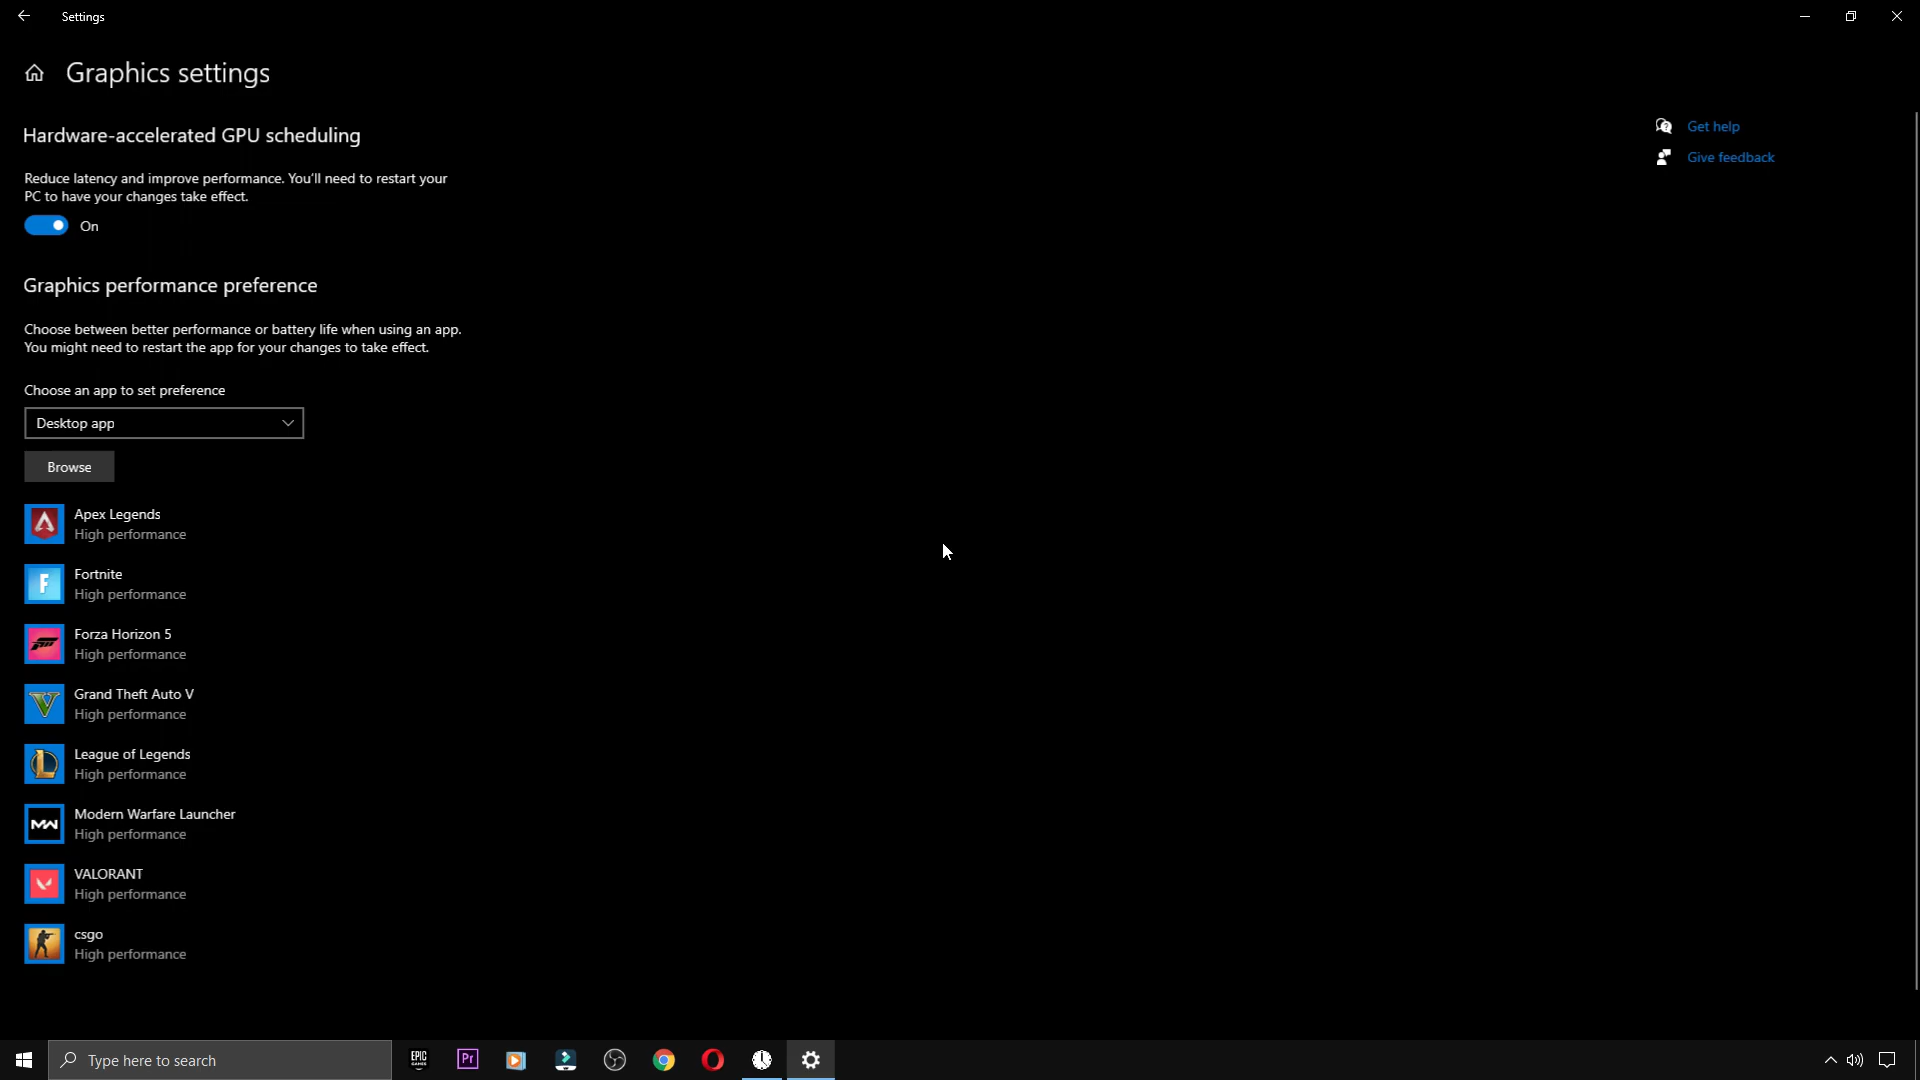 Settings
Graphics settings
Hardware-accelerated GPU scheduling
Get help
Give feedback
Reduce latency and improve performance. You'll need to restart your
PC to have your changes take effect.
On
Graphics performance preference
Choose between better performance or battery life when using an app.
You might need to restart the app for your changes to take effect.
Choose an app to set preference
Desktop app
Browse
Apex Legends
High performance
F
Fortnite
High performance
Forza Horizon 5
High performance
V
Grand Theft Auto V
High performance
L
League of Legends
High performance
MW
Modern Warfare Launcher
High performance
VALORANT
High performance
csgo
High performance
Type here to search
EPIC
GAMES
Pr